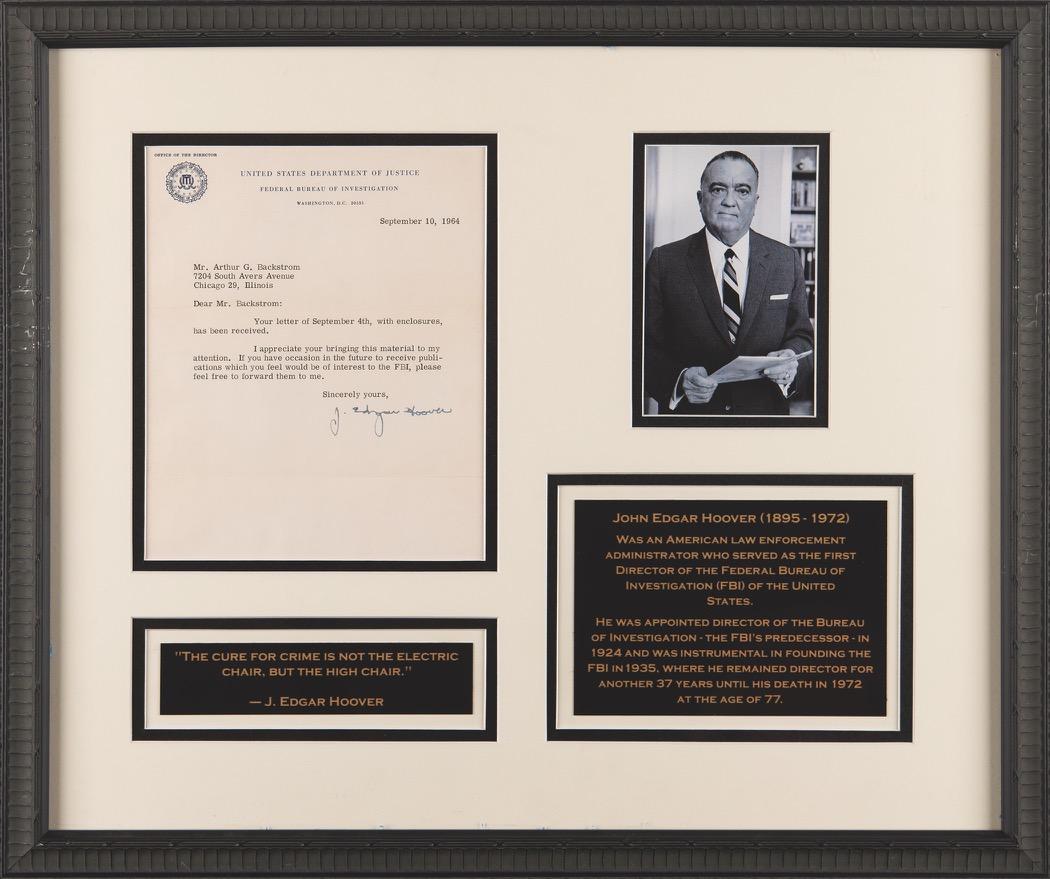 OFFICE OF THE DIRECTOR
UNITED STATES DEPARTMENT OF JUSTICE
FEDERAL BUREAU OF INVESTIGATION
WASHINGTON, D.C. 20535
September 10, 1964
Mr. Arthur G. Backstrom
7204 South Avers Avenue
Chicago 29, Illinois
Dear Mr. Backstrom:
Your letter of September 4th, with enclosures,
has been received.
I appreciate your bringing this material to my
attention. If you have occasion in the future to receive publi-
cations which you feel would be of interest to the FBI, please
feel free to forward them to me.
Sincerely yours,
J. Edgar Hoover
"THE CURE FOR CRIME IS NOT THE ELECTRIC
CHAIR, BUT THE HIGH CHAIR."
— J. EDGAR HOOVER
JOHN EDGAR HOOVER (1895 - 1972)
WAS AN AMERICAN LAW ENFORCEMENT
ADMINISTRATOR WHO SERVED AS THE FIRST
DIRECTOR OF THE FEDERAL BUREAU OF
INVESTIGATION (FBI) OF THE UNITED
STATES.
HE WAS APPOINTED DIRECTOR OF THE BUREAU
OF INVESTIGATION - THE FBI'S PREDECESSOR - IN
1924 AND WAS INSTRUMENTAL IN FOUNDING THE
FBI IN 1935, WHERE HE REMAINED DIRECTOR FOR
ANOTHER 37 YEARS UNTIL HIS DEATH IN 1972
AT THE AGE OF 77.